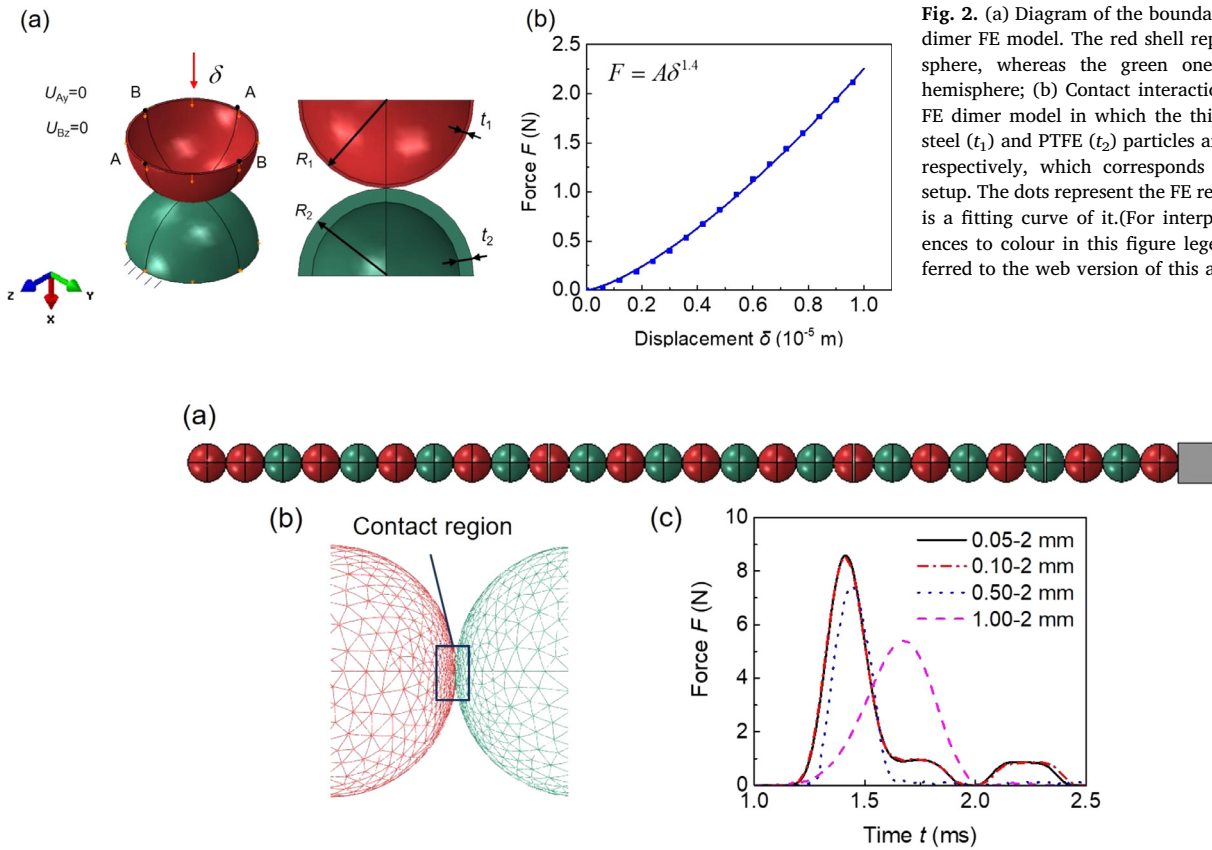 (a)
δ
U_Ay=0
U_Bz=0
B
A
A
B
Z
Y
X
R_1
t_1
R_2
t_2
(b)
F = Aδ^1.4
Force F (N)
2.5
2.0
1.5
1.0
0.5
0.0
0.0 0.2 0.4 0.6 0.8 1.0
Displacement δ (10^-5 m)
Fig. 2. (a) Diagram of the bounda
dimer FE model. The red shell rep
sphere, whereas the green one
hemisphere; (b) Contact interactio
FE dimer model in which the thi
steel (t_1) and PTFE (t_2) particles a
respectively, which corresponds
setup. The dots represent the FE re
is a fitting curve of it.(For interp
ences to colour in this figure lege
ferred to the web version of this a
(a)
(b)
Contact region
(c)
Force F (N)
10
8
6
4
2
0
0.05-2 mm
0.10-2 mm
0.50-2 mm
1.00-2 mm
1.0 1.5 2.0 2.5
Time t (ms)